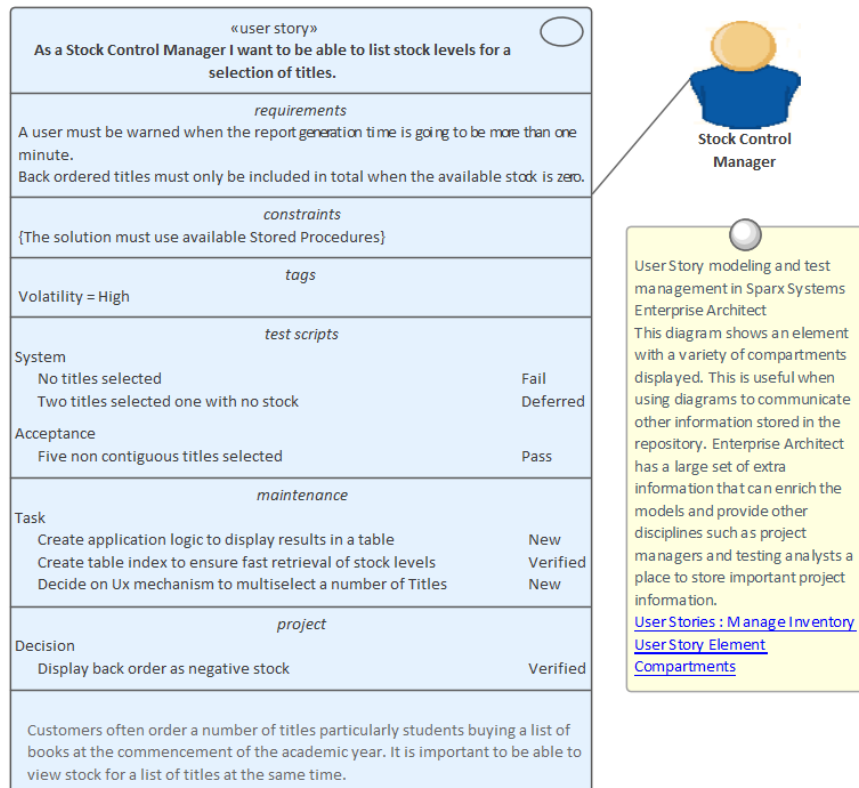 «user story»
As a Stock Control Manager I want to be able to list stock levels for a
selection of titles.
requirements
A user must be warned when the report generation time is going to be more than one
minute.
Back ordered titles must only be included in total when the available stock is zero.
constraints
{The solution must use available Stored Procedures}
tags
Volatility = High
test scripts
System
No titles selected Fail
Two titles selected one with no stock Deferred
Acceptance
Five non contiguous titles selected Pass
maintenance
Task
Create application logic to display results in a table New
Create table index to ensure fast retrieval of stock levels Verified
Decide on Ux mechanism to multiselect a number of Titles New
project
Decision
Display back order as negative stock Verified
Customers often order a number of titles particularly students buying a list of
books at the commencement of the academic year. It is important to be able to
view stock for a list of titles at the same time.
Stock Control
Manager
User Story modeling and test
management in Sparx Systems
Enterprise Architect
This diagram shows an element
with a variety of compartments
displayed. This is useful when
using diagrams to communicate
other information stored in the
repository. Enterprise Architect
has a large set of extra
information that can enrich the
models and provide other
disciplines such as project
managers and testing analysts a
place to store important project
information.
User Stories : Manage Inventory
User Story Element
Compartments